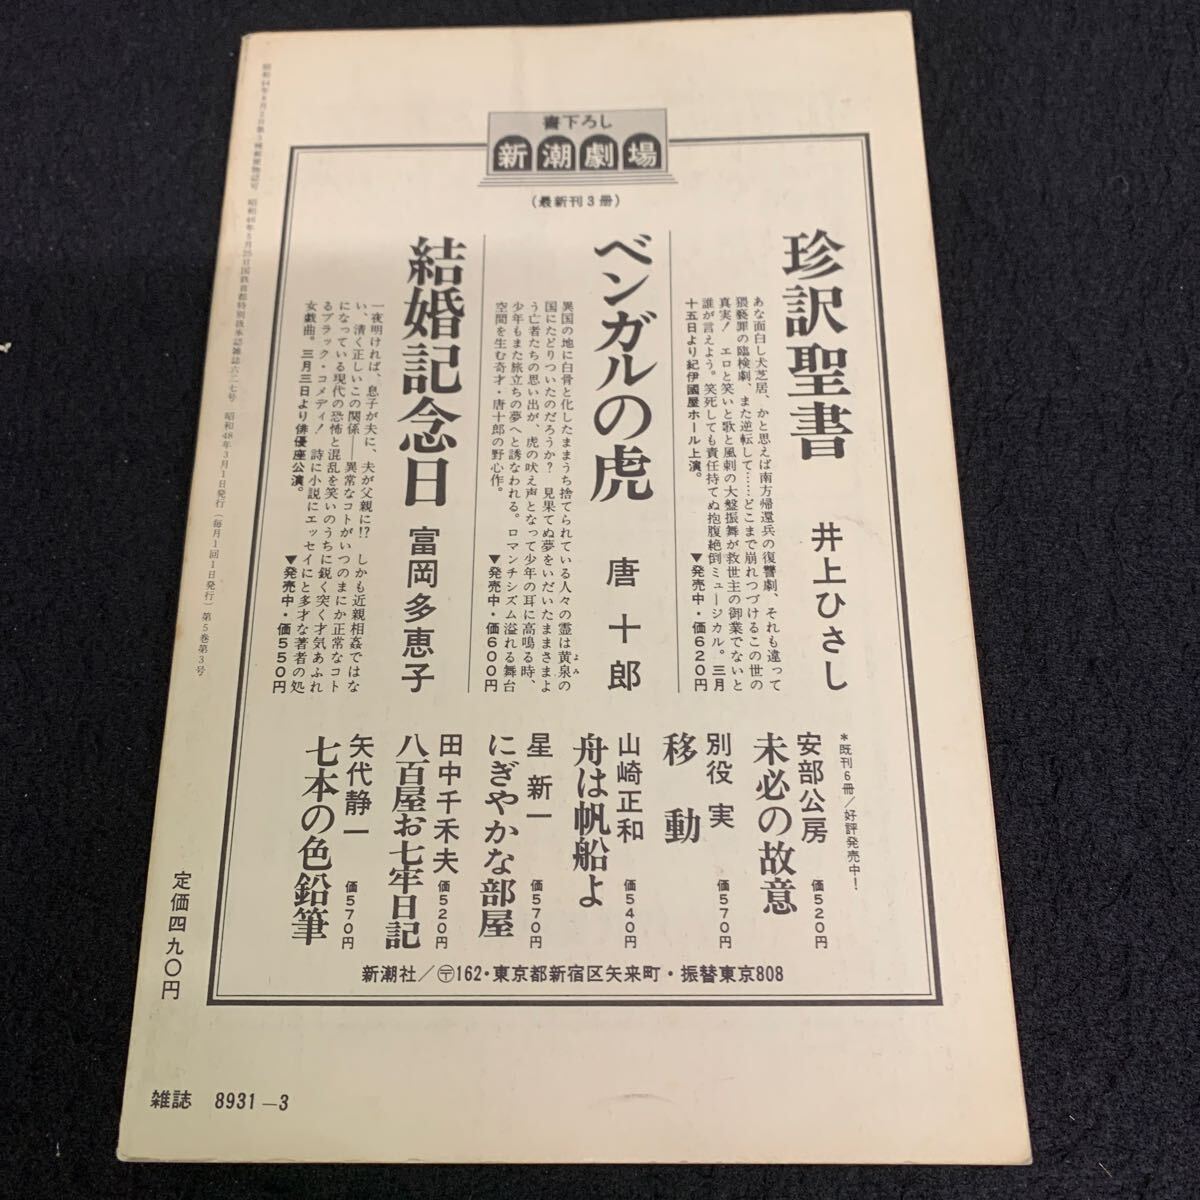 書下ろし
新潮劇場
(最新刊3冊)
珍訳聖書 井上ひさし
あな面白し犬芝居、かと思えば南方帰還兵の復讐劇、それも違って
猥褻罪の臨検劇、また逆転して……どこまで崩れつづけるこの世の
真実! エロと笑いと歌と風刺の大盤振舞が救世主の御業でないと
誰が言えよう。笑死しても責任持てぬ抱腹絶倒ミュージカル。三月
十五日より紀伊國屋ホール上演。 ▼発売中・価620円
ベンガルの虎 唐十郎
異国の地に白骨と化したままうち捨てられている人々の霊は黄泉の
よみ
国にたどりついたのだろうか? 見果てぬ夢をいだいたままさまよ
う亡者たちの思い出が、虎の吠え声となって少年の耳に高鳴る時、
少年もまた旅立ちの夢へと誘なわれる。ロマンチシズム溢れる舞台
空間を生む奇才・唐十郎の野心作。 ▼発売中・価600円
結婚記念日 富岡多恵子
一夜明ければ、息子が夫に、夫が父親に!? しかも近親相姦ではな
い、清く正しいこの関係──異常なコトがいつのまにか正常なコト
になっている現代の恐怖と混乱を笑いのうちに鋭く突く才気あふれ
るブラック・コメディ! 詩に小説にエッセイにと多才な著者の処
女戯曲。三月三日より俳優座公演。 ▼発売中・価550円
*既刊6冊/好評発売中!
安部公房
未必の故意 価520円
別役 実
移動 価570円
山崎正和
舟は帆船よ 価540円
星 新一
にぎやかな部屋 価570円
田中千禾夫
八百屋お七牢日記 価520円
矢代静一
七本の色鉛筆 価570円
新潮社/〒162・東京都新宿区矢来町・振替東京808
昭和48年3月1日発行(毎月1回1日発行)第5巻第3号
定価四九〇円
雑誌 8931-3